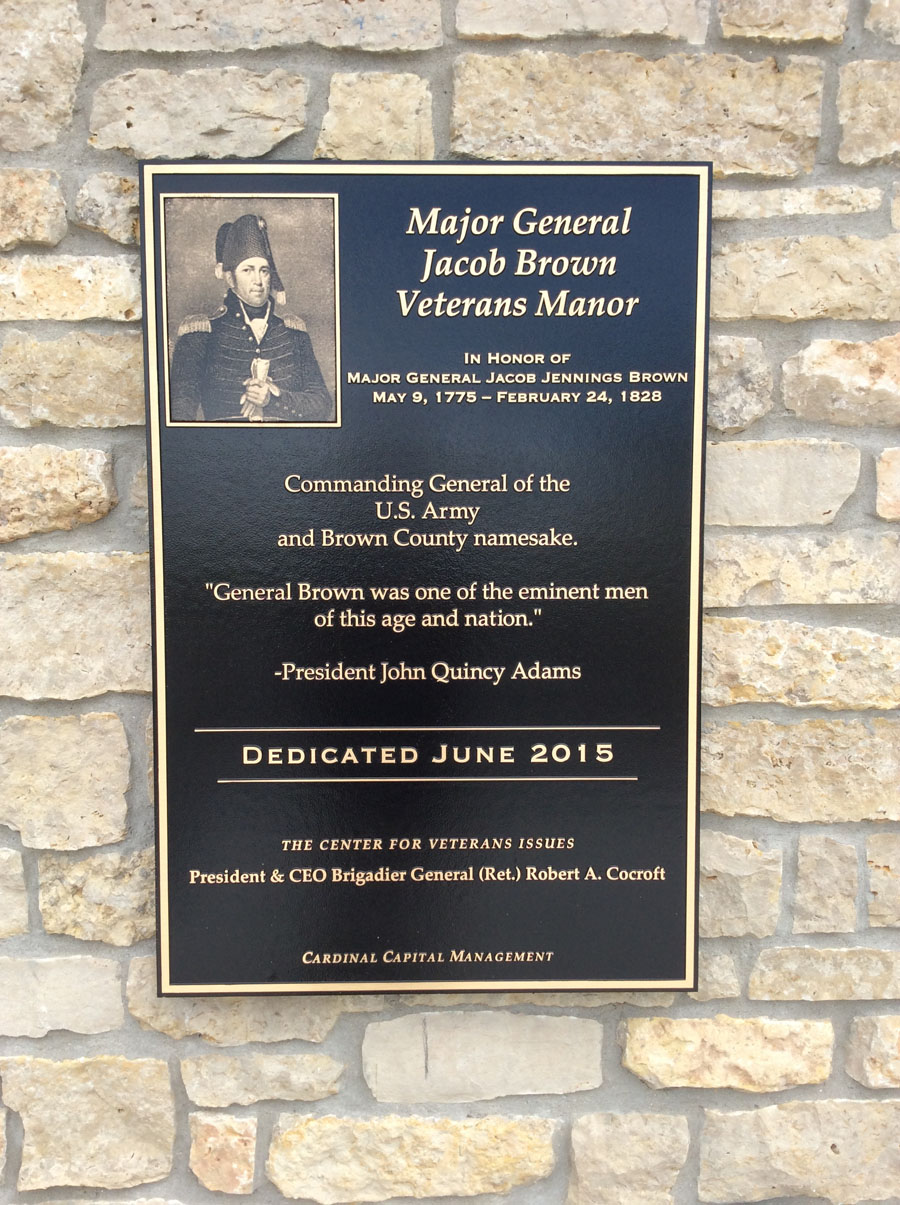 Major General
Jacob Brown
Veterans Manor
IN HONOR OF
MAJOR GENERAL JACOB JENNINGS BROWN
MAY 9, 1775 – FEBRUARY 24, 1828
Commanding General of the
U.S. Army
and Brown County namesake.
"General Brown was one of the eminent men
of this age and nation."
-President John Quincy Adams
DEDICATED JUNE 2015
THE CENTER FOR VETERANS ISSUES
President & CEO Brigadier General (Ret.) Robert A. Cocroft
CARDINAL CAPITAL MANAGEMENT